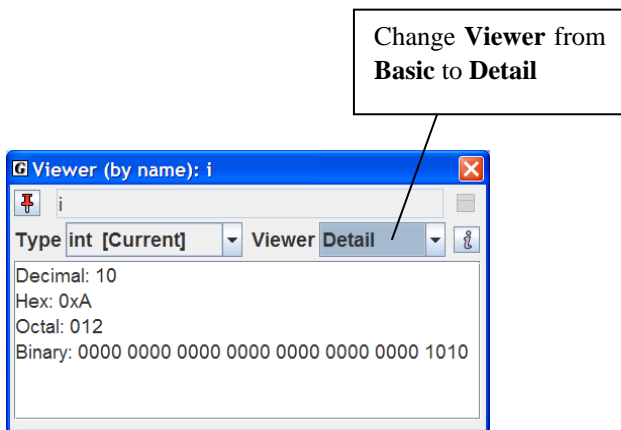 Change Viewer from
Basic to Detail
G Viewer (by name): i
i
Type int [Current] Viewer Detail i
Decimal: 10
Hex: 0xA
Octal: 012
Binary: 0000 0000 0000 0000 0000 0000 0000 1010